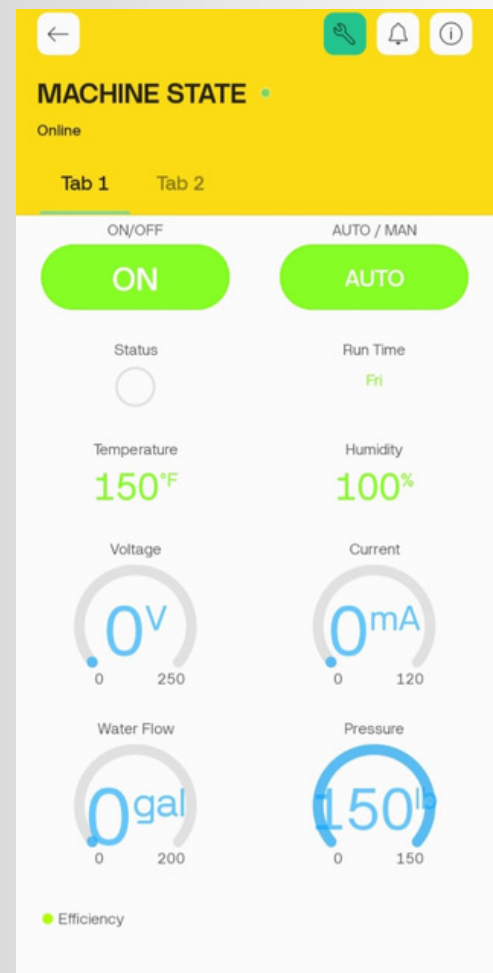 MACHINE STATE
Online
Tab 1 Tab 2
ON/OFF AUTO / MAN
ON AUTO
Status Run Time
Fri
Temperature Humidity
150°F 100%
Voltage Current
0V 0mA
0 250 0 120
Water Flow Pressure
0gal 150lb
0 200 0 150
Efficiency